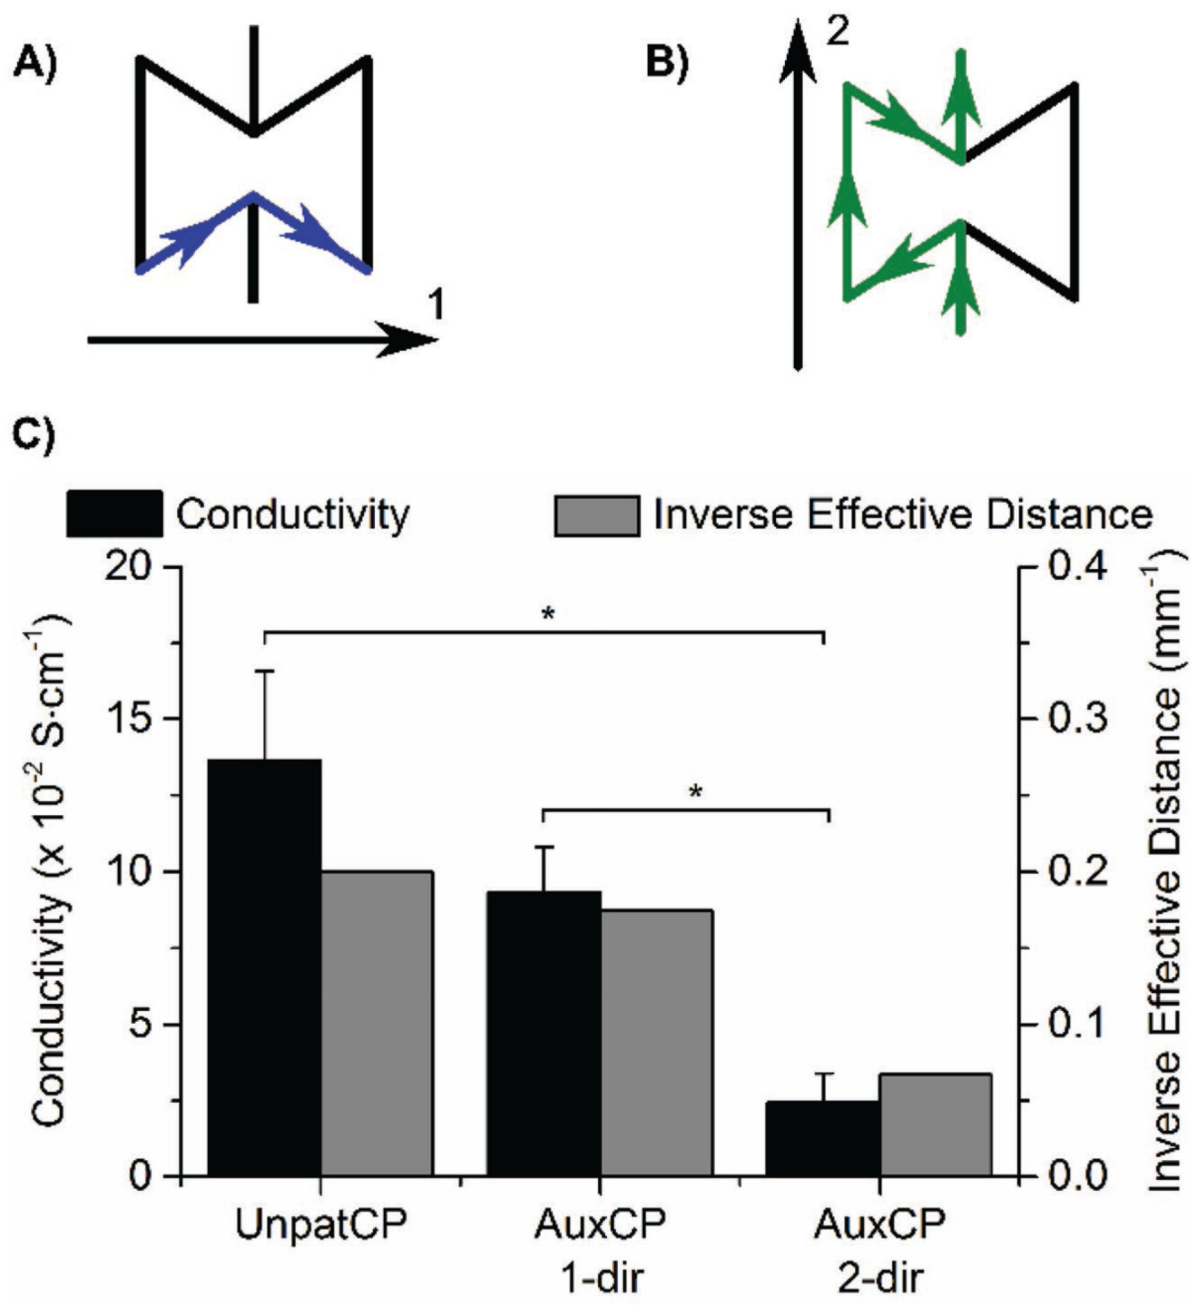 A)
1
B)
2
C)
Conductivity
Inverse Effective Distance
Conductivity (x 10⁻² S·cm⁻¹)
20
15
10
5
0
*
*
0.4
0.3
0.2
0.1
0.0
Inverse Effective Distance (mm⁻¹)
UnpatCP
AuxCP
1-dir
AuxCP
2-dir